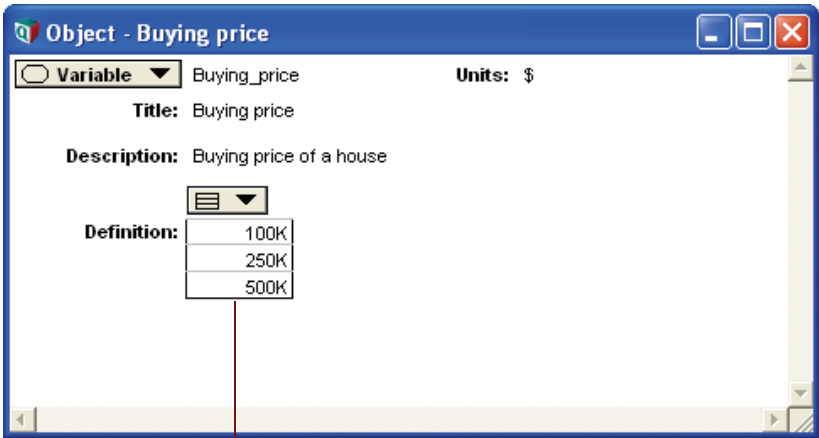 Object - Buying price
Variable Buying_price Units: $
Title: Buying price
Description: Buying price of a house
Definition: 100K
250K
500K